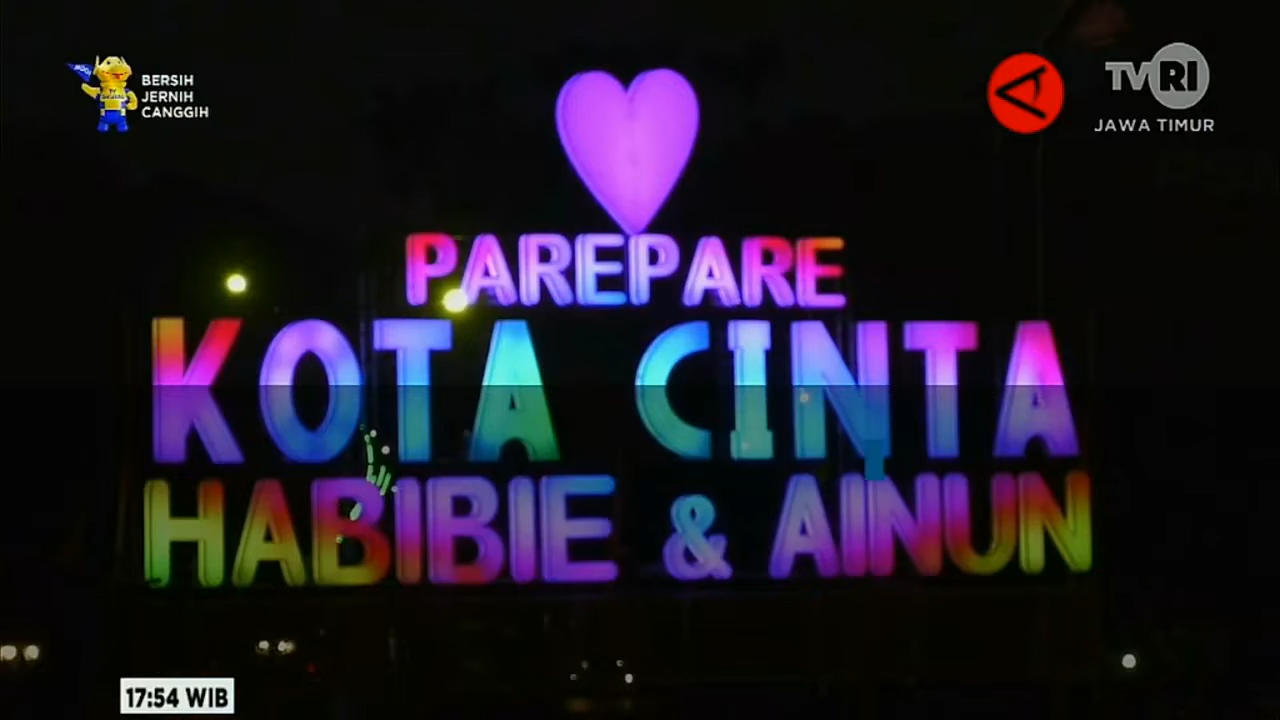 BERSIH
JERNIH
CANGGIH
TVRI
JAWA TIMUR
PAREPARE
KOTA CINTA
HABIBIE & AINUN
17:54 WIB